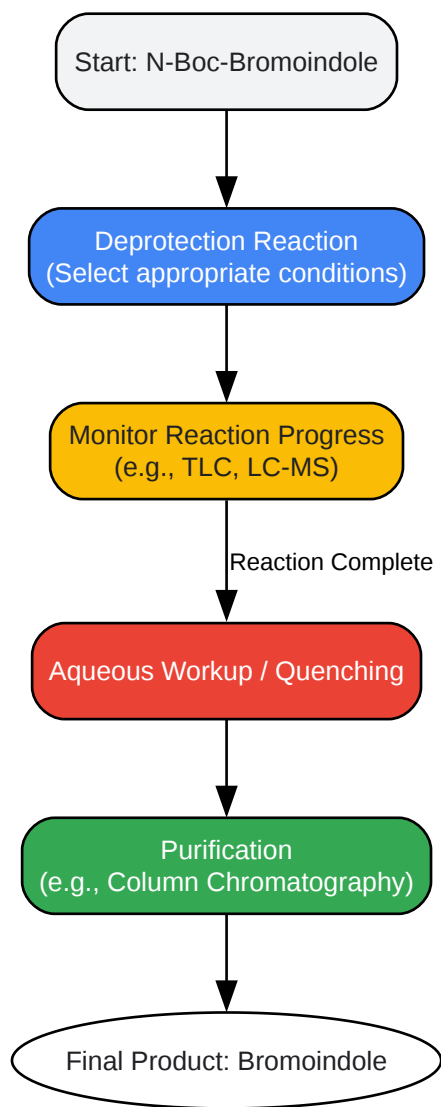 Start: N-Boc-Bromoindole
Deprotection Reaction
(Select appropriate conditions)
Monitor Reaction Progress
(e.g., TLC, LC-MS)
Reaction Complete
Aqueous Workup / Quenching
Purification
(e.g., Column Chromatography)
Final Product: Bromoindole